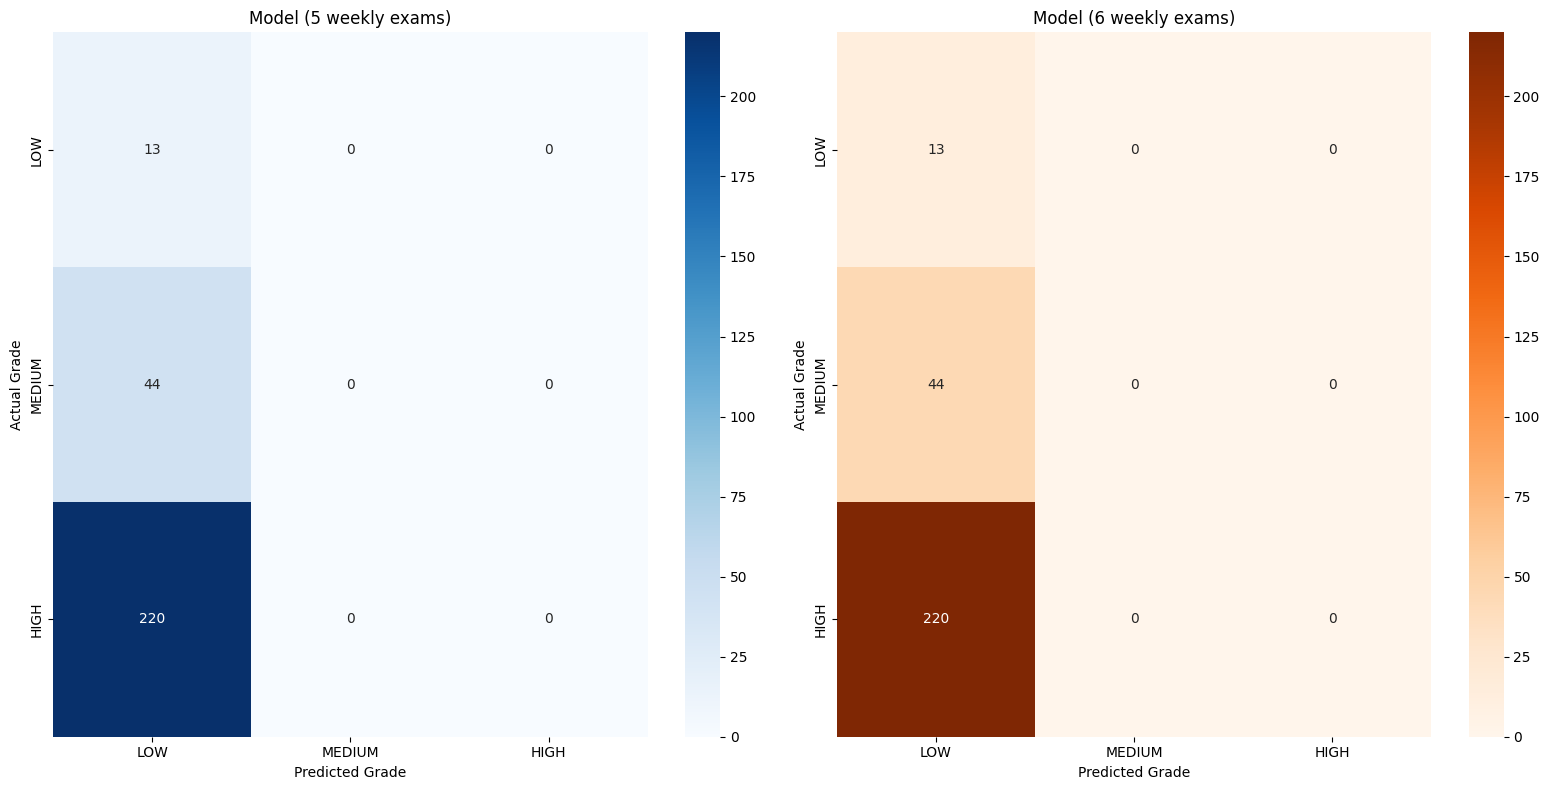 Model (5 weekly exams)
LOW
MEDIUM
HIGH
Actual Grade
13 0 0
44 0 0
220 0 0
LOW MEDIUM HIGH
Predicted Grade
200
175
150
125
100
75
50
25
0
Model (6 weekly exams)
LOW
MEDIUM
HIGH
Actual Grade
13 0 0
44 0 0
220 0 0
LOW MEDIUM HIGH
Predicted Grade
200
175
150
125
100
75
50
25
0